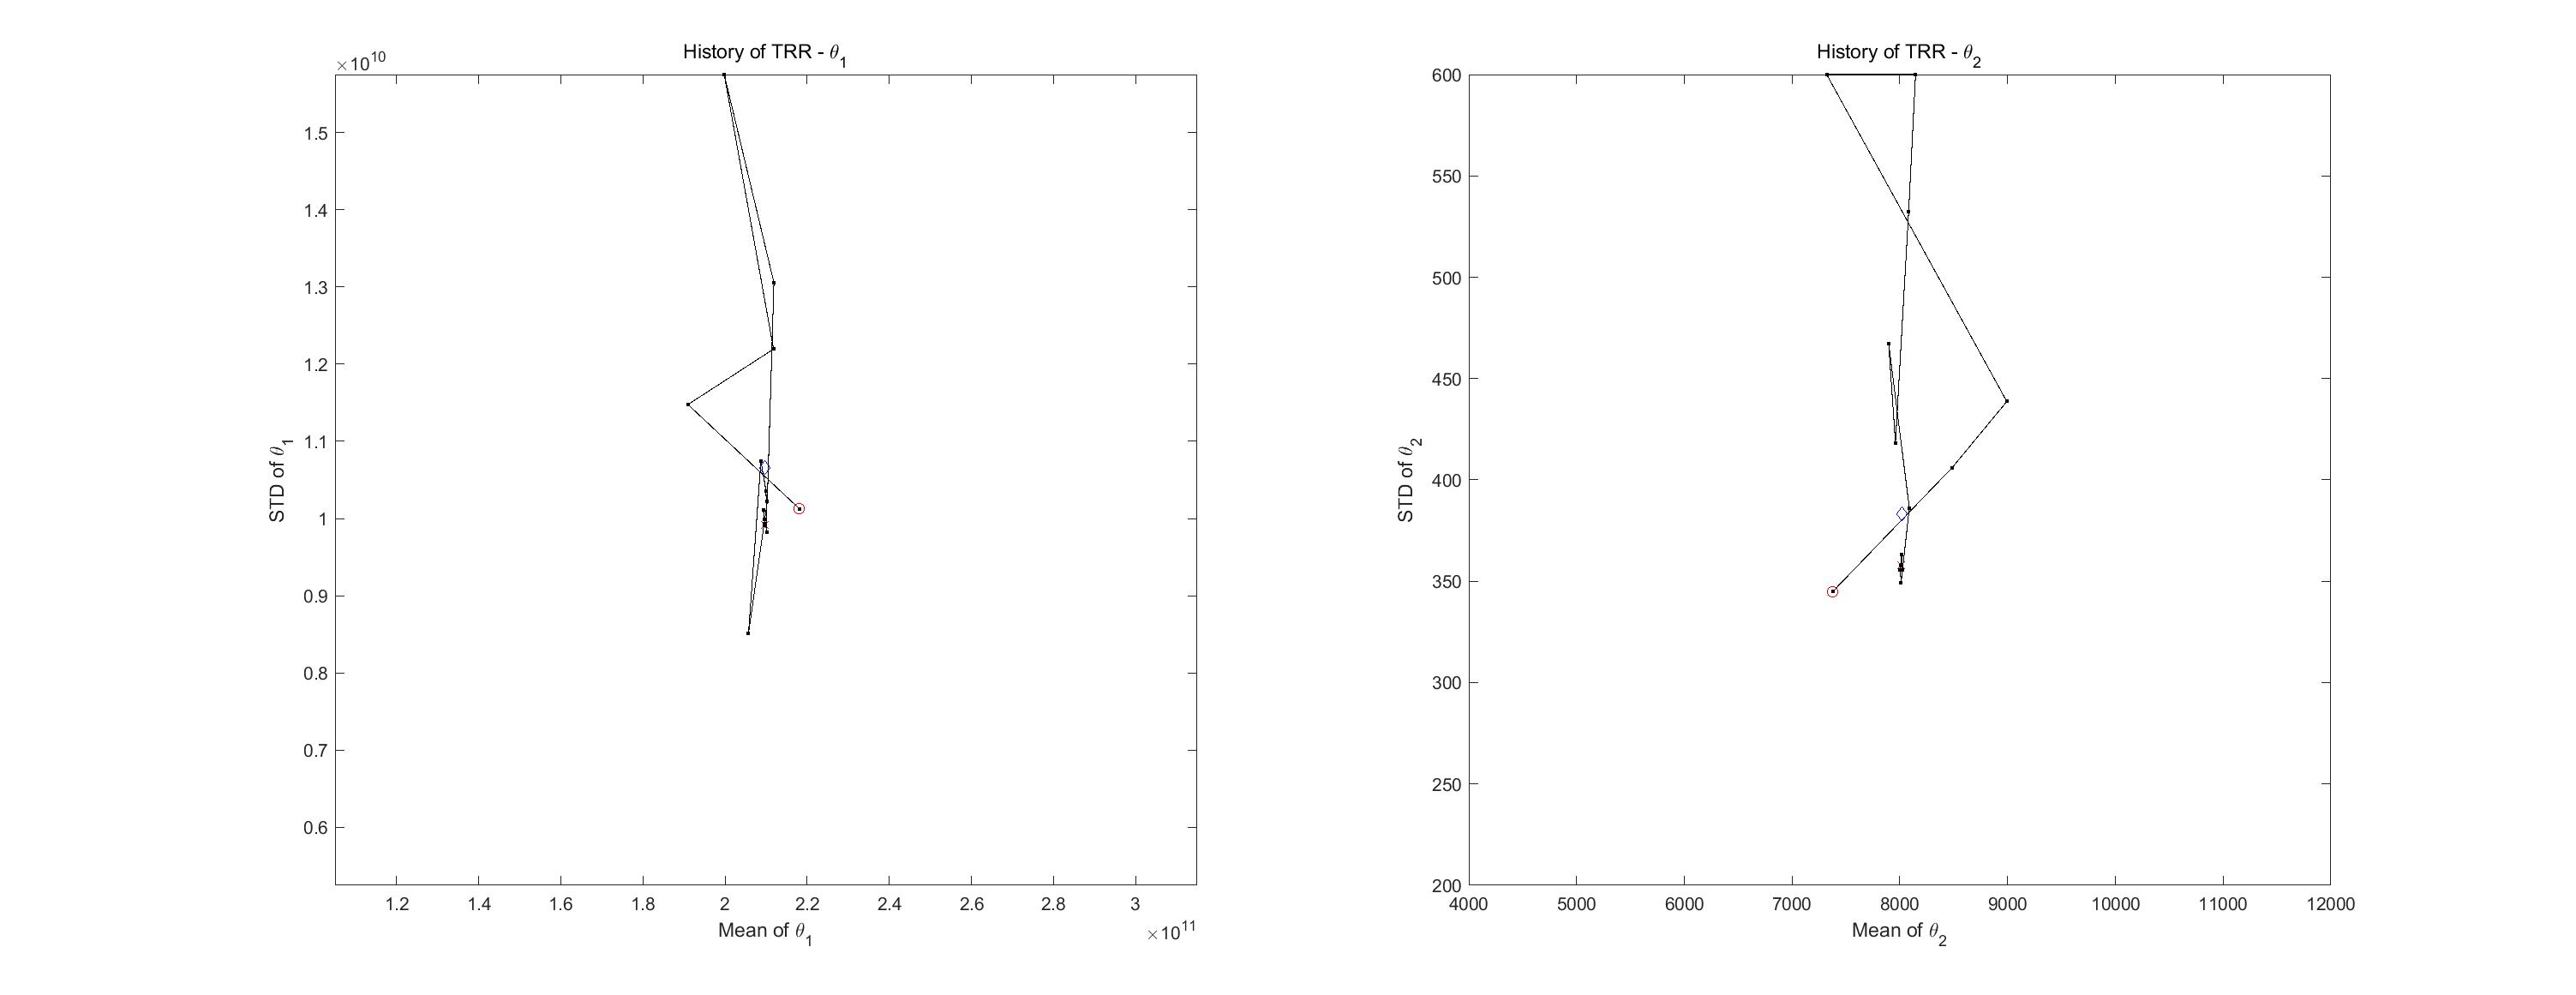 History of TRR - θ1
×10^10
1.5
1.4
1.3
1.2
1.1
1
0.9
0.8
0.7
0.6
STD of θ1
1.2 1.4 1.6 1.8 2 2.2 2.4 2.6 2.8 3
Mean of θ1
×10^11
History of TRR - θ2
600
550
500
450
400
350
300
250
200
STD of θ2
4000 5000 6000 7000 8000 9000 10000 11000 12000
Mean of θ2